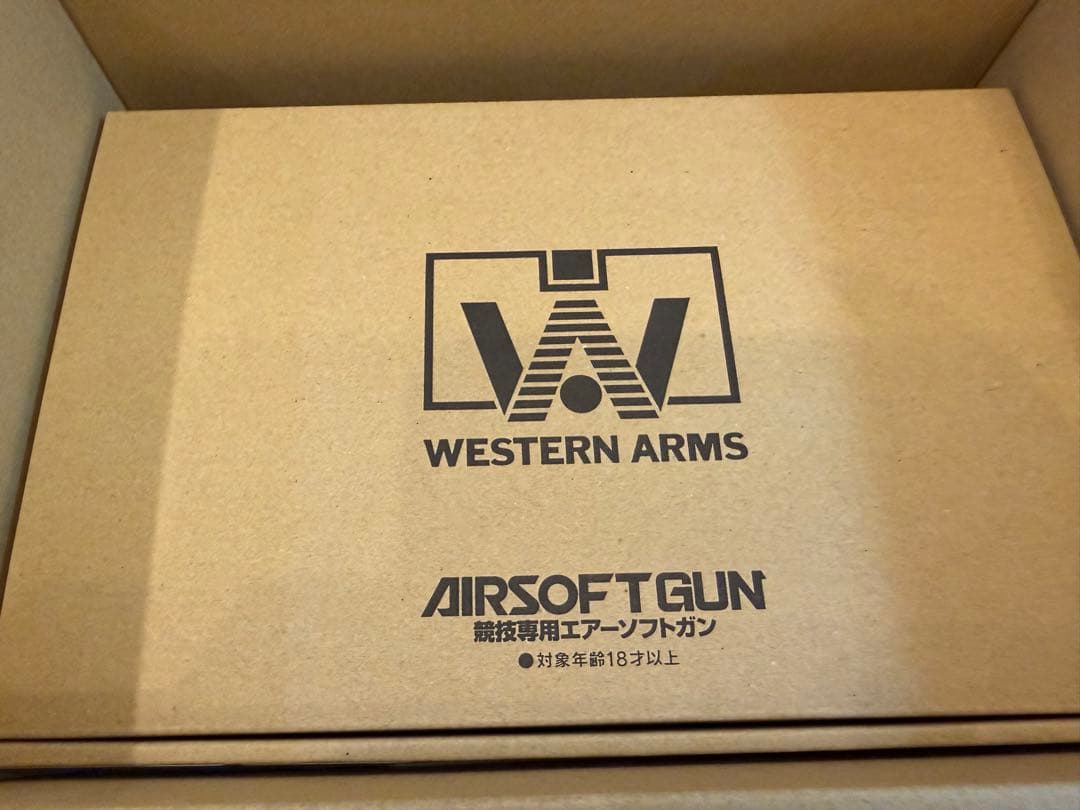 WESTERN ARMS
AIRSOFT GUN
競技専用エアーソフトガン
●対象年齢18才以上